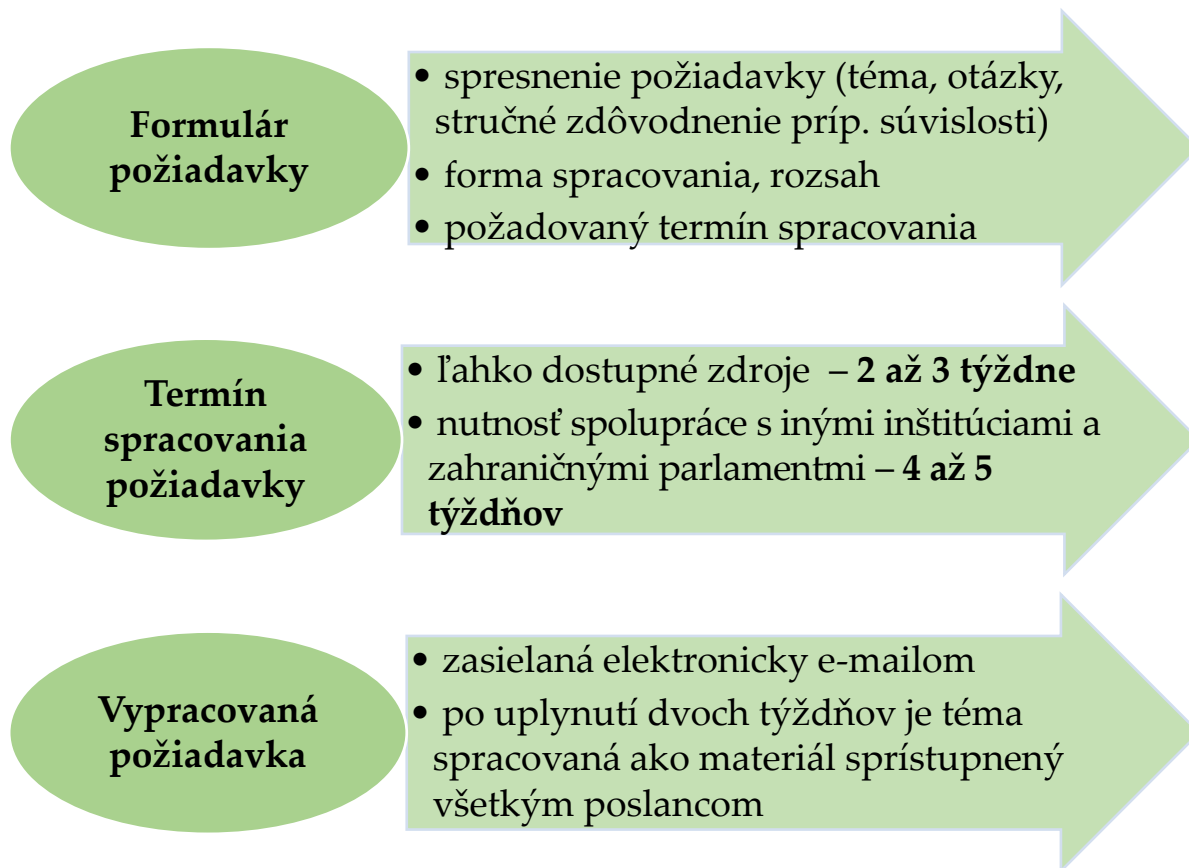 Formulár
požiadavky
• spresnenie požiadavky (téma, otázky,
stručné zdôvodnenie príp. súvislosti)
• forma spracovania, rozsah
• požadovaný termín spracovania
Termín
spracovania
požiadavky
• ľahko dostupné zdroje – 2 až 3 týždne
• nutnosť spolupráce s inými inštitúciami a
zahraničnými parlamentmi – 4 až 5
týždňov
Vypracovaná
požiadavka
• zasielaná elektronicky e-mailom
• po uplynutí dvoch týždňov je téma
spracovaná ako materiál sprístupnený
všetkým poslancom